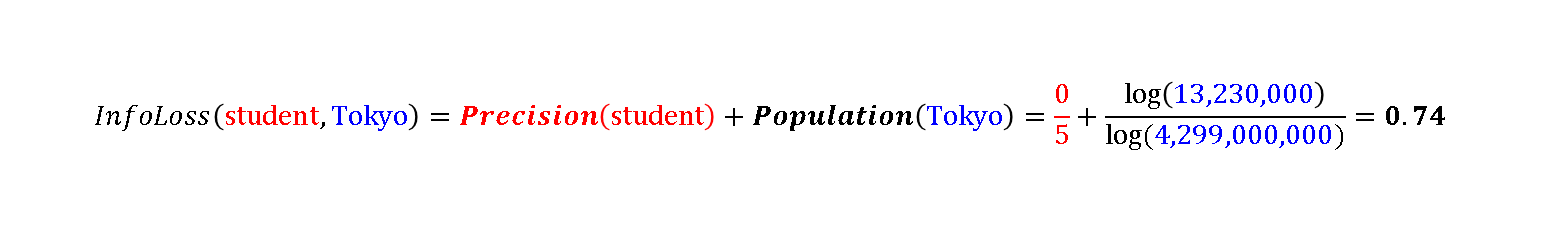 InfoLoss(student, Tokyo) = Precision(student) + Population(Tokyo) = 0/5 + log(13,230,000)/log(4,299,000,000) = 0.74